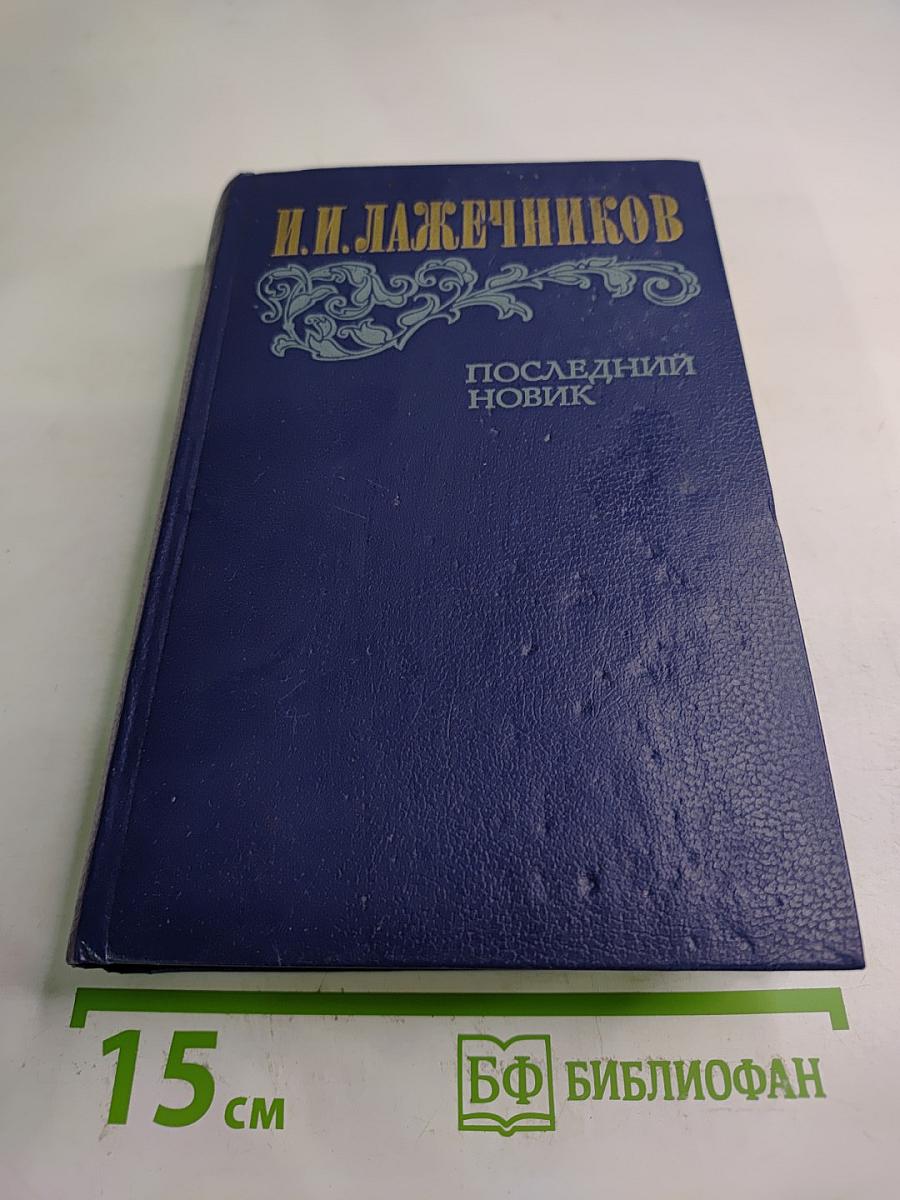 И.И.ЛАЖЕЧНИКОВ
ПОСЛЕДНИЙ
НОВИК
15 см
БФ БИБЛИОФАН